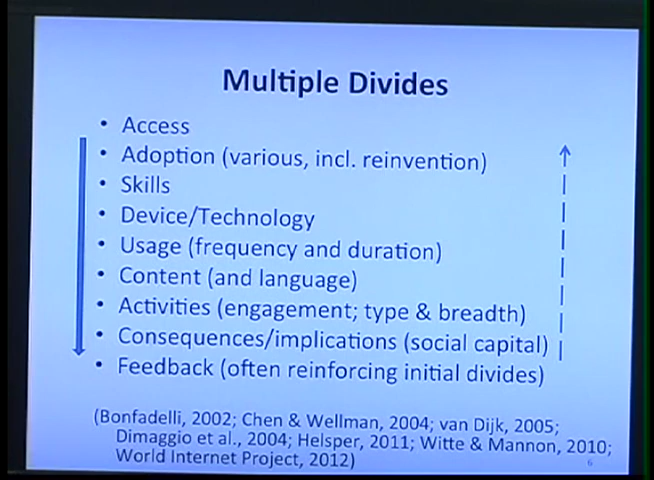 Multiple Divides
• Access
• Adoption (various, incl. reinvention)
• Skills
• Device/Technology
• Usage (frequency and duration)
• Content (and language)
• Activities (engagement; type & breadth)
• Consequences/implications (social capital)
• Feedback (often reinforcing initial divides)
(Bonfadelli, 2002; Chen & Wellman, 2004; van Dijk, 2005;
Dimaggio et al., 2004; Helsper, 2011; Witte & Mannon, 2010;
World Internet Project, 2012)
6